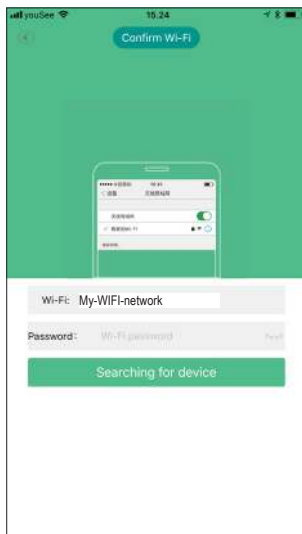 youSee 15.24
Confirm Wi-Fi
Wi-Fi: My-WIFI-network
Password: Wi-Fi password
Searching for device